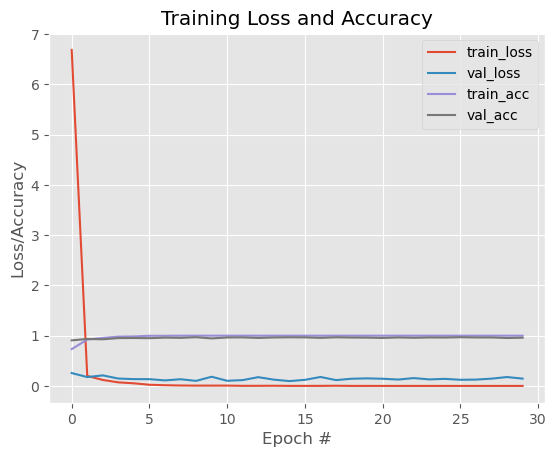 Training Loss and Accuracy
7
6
5
4
3
2
1
0
Loss/Accuracy
train_loss
val_loss
train_acc
val_acc
0
5
10
15
20
25
30
Epoch #